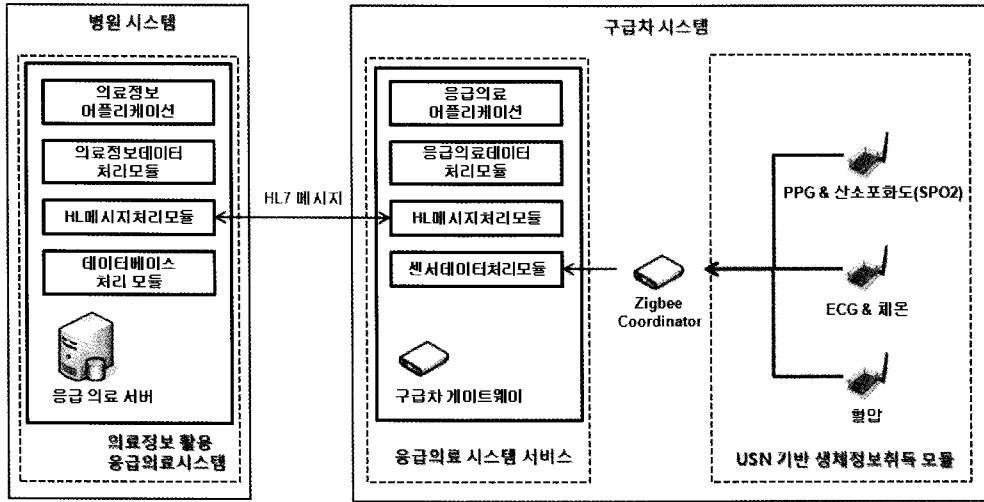 병원 시스템
의료정보
어플리케이션
의료정보데이터
처리모듈
HL메시지처리모듈
데이터베이스
처리 모듈
응급 의료 서버
의료정보 활용
응급의료시스템
HL7 메시지
구급차 시스템
응급의료
어플리케이션
응급의료데이터
처리모듈
HL메시지처리모듈
센서데이터처리모듈
구급차 게이트웨이
응급의료 시스템 서비스
Zigbee
Coordinator
PPG & 산소포화도(SPO2)
ECG & 체온
혈압
USN 기반 생체정보취득 모듈